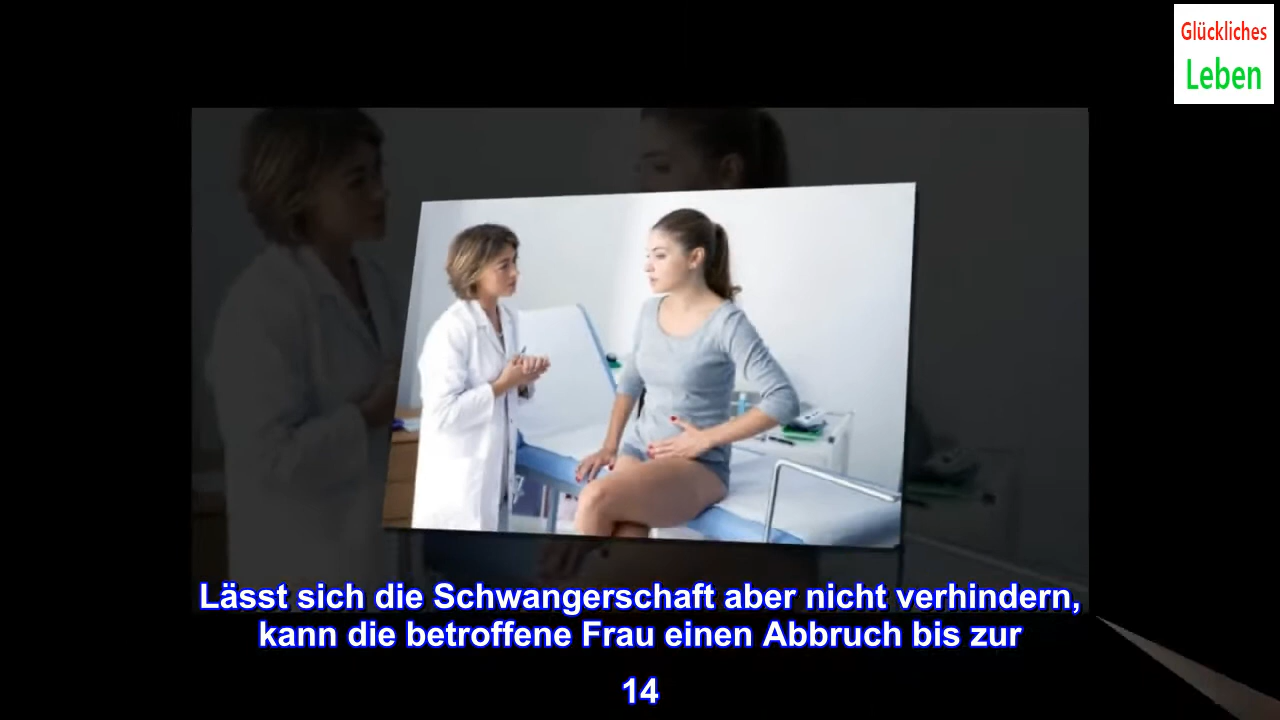 Glückliches
Leben
Lässt sich die Schwangerschaft aber nicht verhindern,
kann die betroffene Frau einen Abbruch bis zur
14